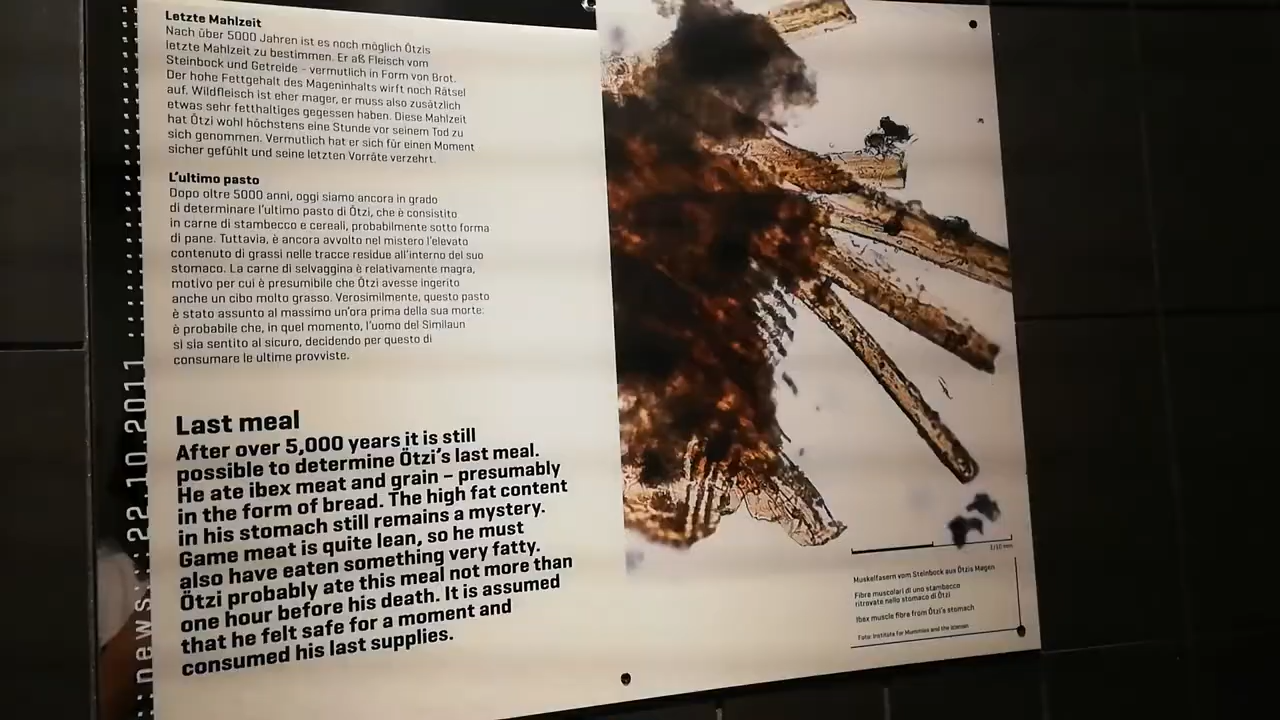 Letzte Mahlzeit
Nach über 5000 Jahren ist es noch möglich Ötzis
letzte Mahlzeit zu bestimmen. Er aß Fleisch vom
Steinbock und Getreide – vermutlich in Form von Brot.
Der hohe Fettgehalt des Mageninhalts wirft noch Rätsel
auf. Wildfleisch ist eher mager, er muss also zusätzlich
etwas sehr fetthaltiges gegessen haben. Diese Mahlzeit
hat Ötzi wohl höchstens eine Stunde vor seinem Tod zu
sich genommen. Vermutlich hat er sich für einen Moment
sicher gefühlt und seine letzten Vorräte verzehrt.
L'ultimo pasto
Dopo oltre 5000 anni, oggi siamo ancora in grado
di determinare l'ultimo pasto di Ötzi, che è consistito
in carne di stambecco e cereali, probabilmente sotto forma
di pane. Tuttavia, è ancora avvolto nel mistero l'elevato
contenuto di grassi nelle tracce residue all'interno del suo
stomaco. La carne di selvaggina è relativamente magra,
motivo per cui è presumibile che Ötzi avesse ingerito
anche un cibo molto grasso. Verosimilmente, questo pasto
è stato assunto al massimo un'ora prima della sua morte:
è probabile che, in quel momento, l'uomo del Similaun
si sia sentito al sicuro, decidendo per questo di
consumare le ultime provviste.
Last meal
After over 5,000 years it is still
possible to determine Ötzi's last meal.
He ate ibex meat and grain – presumably
in the form of bread. The high fat content
in his stomach still remains a mystery.
Game meat is quite lean, so he must
also have eaten something very fatty.
Ötzi probably ate this meal not more than
one hour before his death. It is assumed
that he felt safe for a moment and
consumed his last supplies.
::news::22.10.2011
1/10 mm
Muskelfasern vom Steinbock aus Ötzis Magen
Fibre muscolari di uno stambecco
ritrovate nello stomaco di Ötzi
Ibex muscle fibre from Ötzi's stomach
Foto: Institute for Mummies and the Iceman